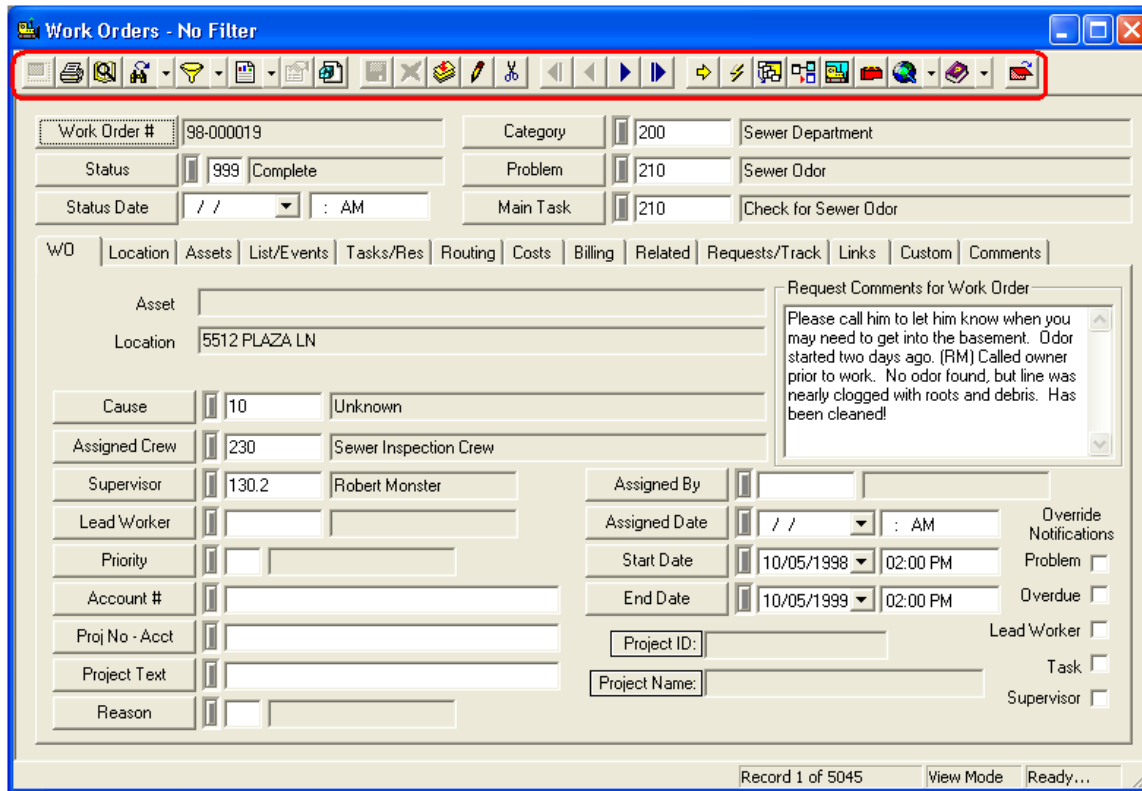 Work Orders - No Filter
Work Order # 98-000019 Category 200 Sewer Department
Status 999 Complete Problem 210 Sewer Odor
Status Date / / : AM Main Task 210 Check for Sewer Odor
WO Location Assets List/Events Tasks/Res Routing Costs Billing Related Requests/Track Links Custom Comments
Asset
Location 5512 PLAZA LN
Request Comments for Work Order
Please call him to let him know when you
may need to get into the basement. Odor
started two days ago. (RM) Called owner
prior to work. No odor found, but line was
nearly clogged with roots and debris. Has
been cleaned!
Cause 10 Unknown
Assigned Crew 230 Sewer Inspection Crew
Supervisor 130.2 Robert Monster Assigned By
Lead Worker Assigned Date / / : AM Override
Notifications
Priority Start Date 10/05/1998 02:00 PM Problem
Account # End Date 10/05/1999 02:00 PM Overdue
Proj No - Acct Project ID: Lead Worker
Project Text Project Name: Task
Reason Supervisor
Record 1 of 5045 View Mode Ready...